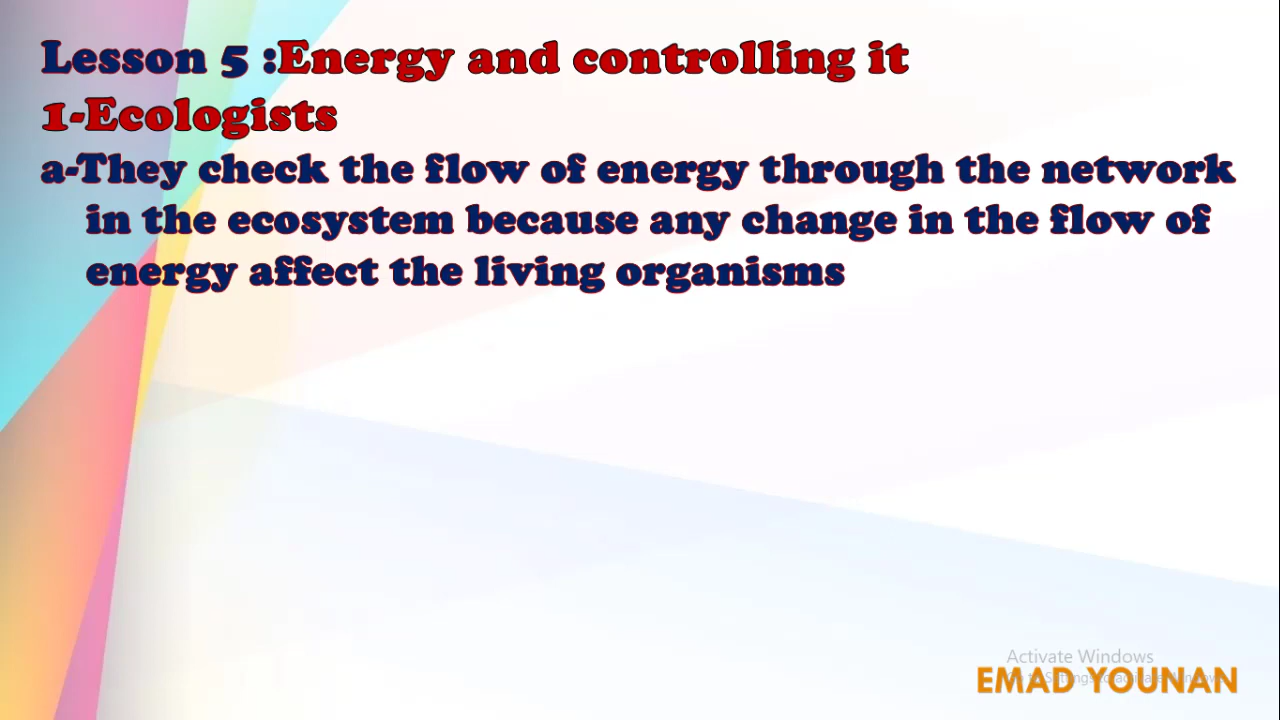 Lesson 5 :Energy and controlling it
1-Ecologists
a-They check the flow of energy through the network
in the ecosystem because any change in the flow of
energy affect the living organisms
Activate Windows
EMAD YOUNAN